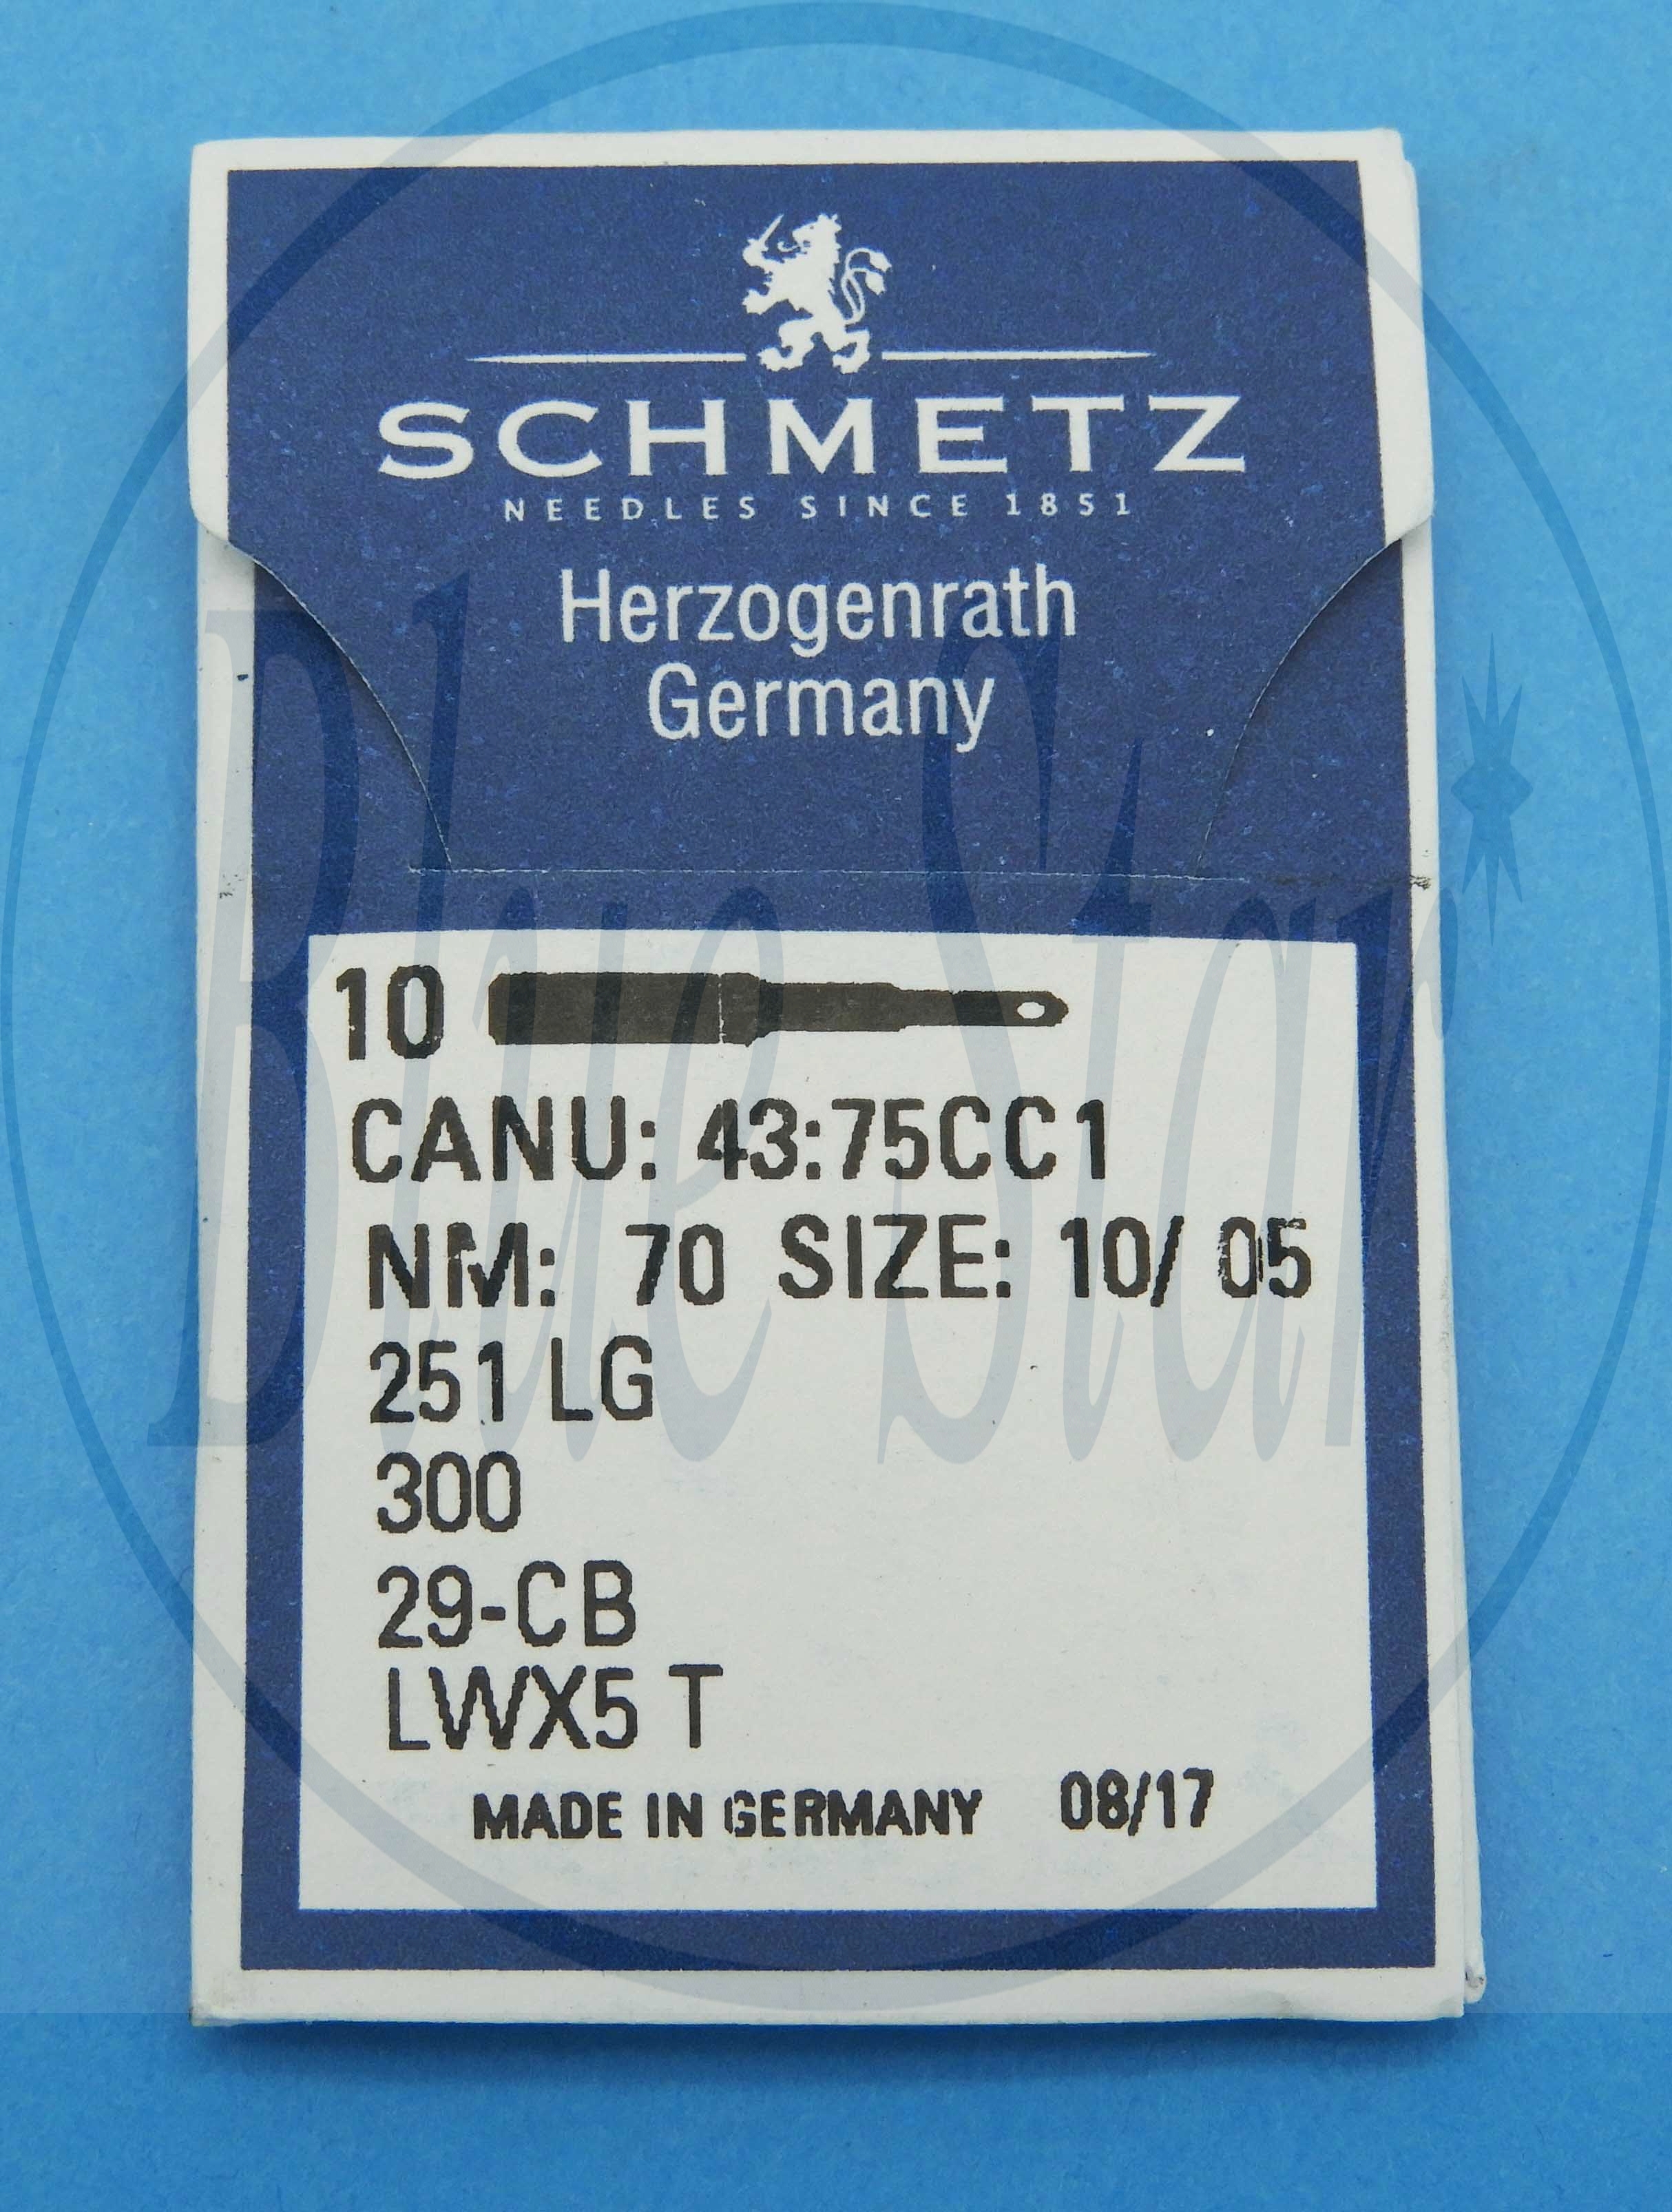 SCHMETZ
NEEDLES SINCE 1851
Herzogenrath
Germany
10
CANU: 43:75CC1
NM: 70 SIZE: 10/ 05
251 LG
300
29-CB
LWX5 T
MADE IN GERMANY 08/17
Blue Star